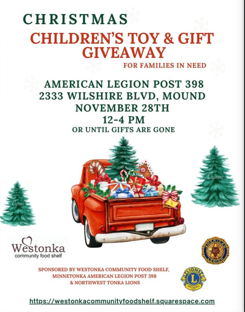 CHRISTMAS
CHILDREN'S TOY & GIFT
GIVEAWAY
FOR FAMILIES IN NEED
AMERICAN LEGION POST 398
2333 WILSHIRE BLVD, MOUND
NOVEMBER 28TH
12-4 PM
OR UNTIL GIFTS ARE GONE
Westonka
community food shelf
SPONSORED BY WESTONKA COMMUNITY FOOD SHELF,
MINNETONKA AMERICAN LEGION POST 398
& NORTHWEST TONKA LIONS
L
https://westonkacommunityfoodshelf.squarespace.com